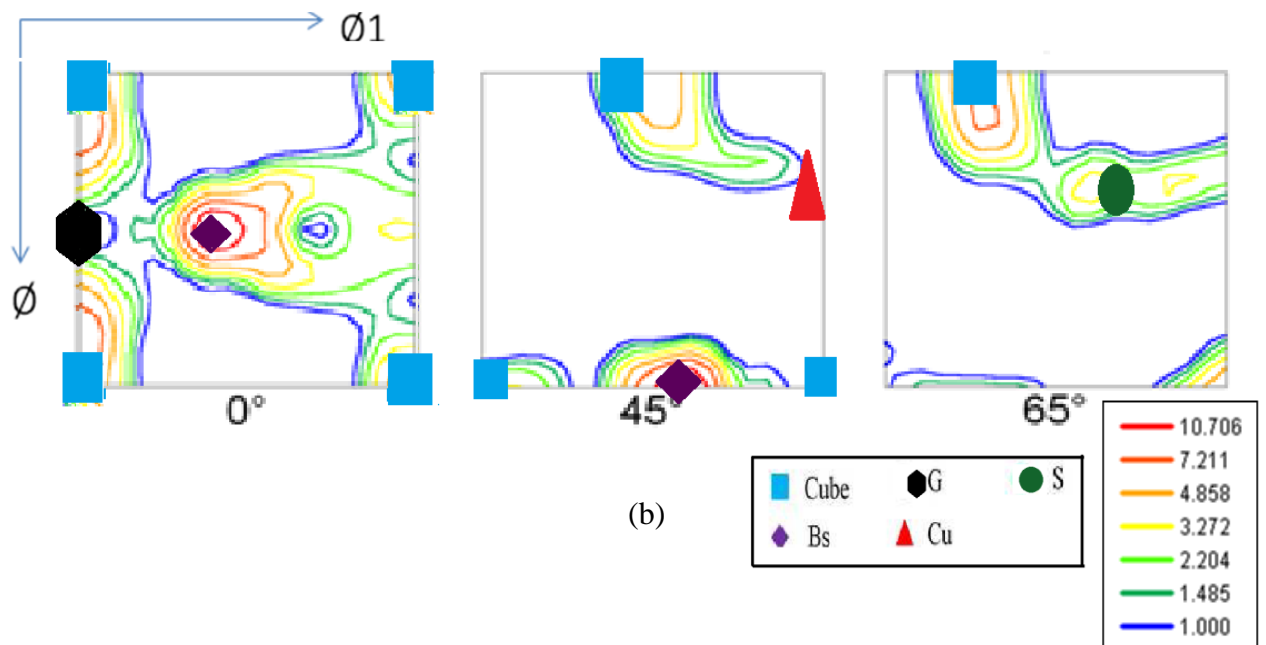 Ø1
Ø
0°
45°
65°
(b)
Cube
G
S
Bs
Cu
10.706
7.211
4.858
3.272
2.204
1.485
1.000